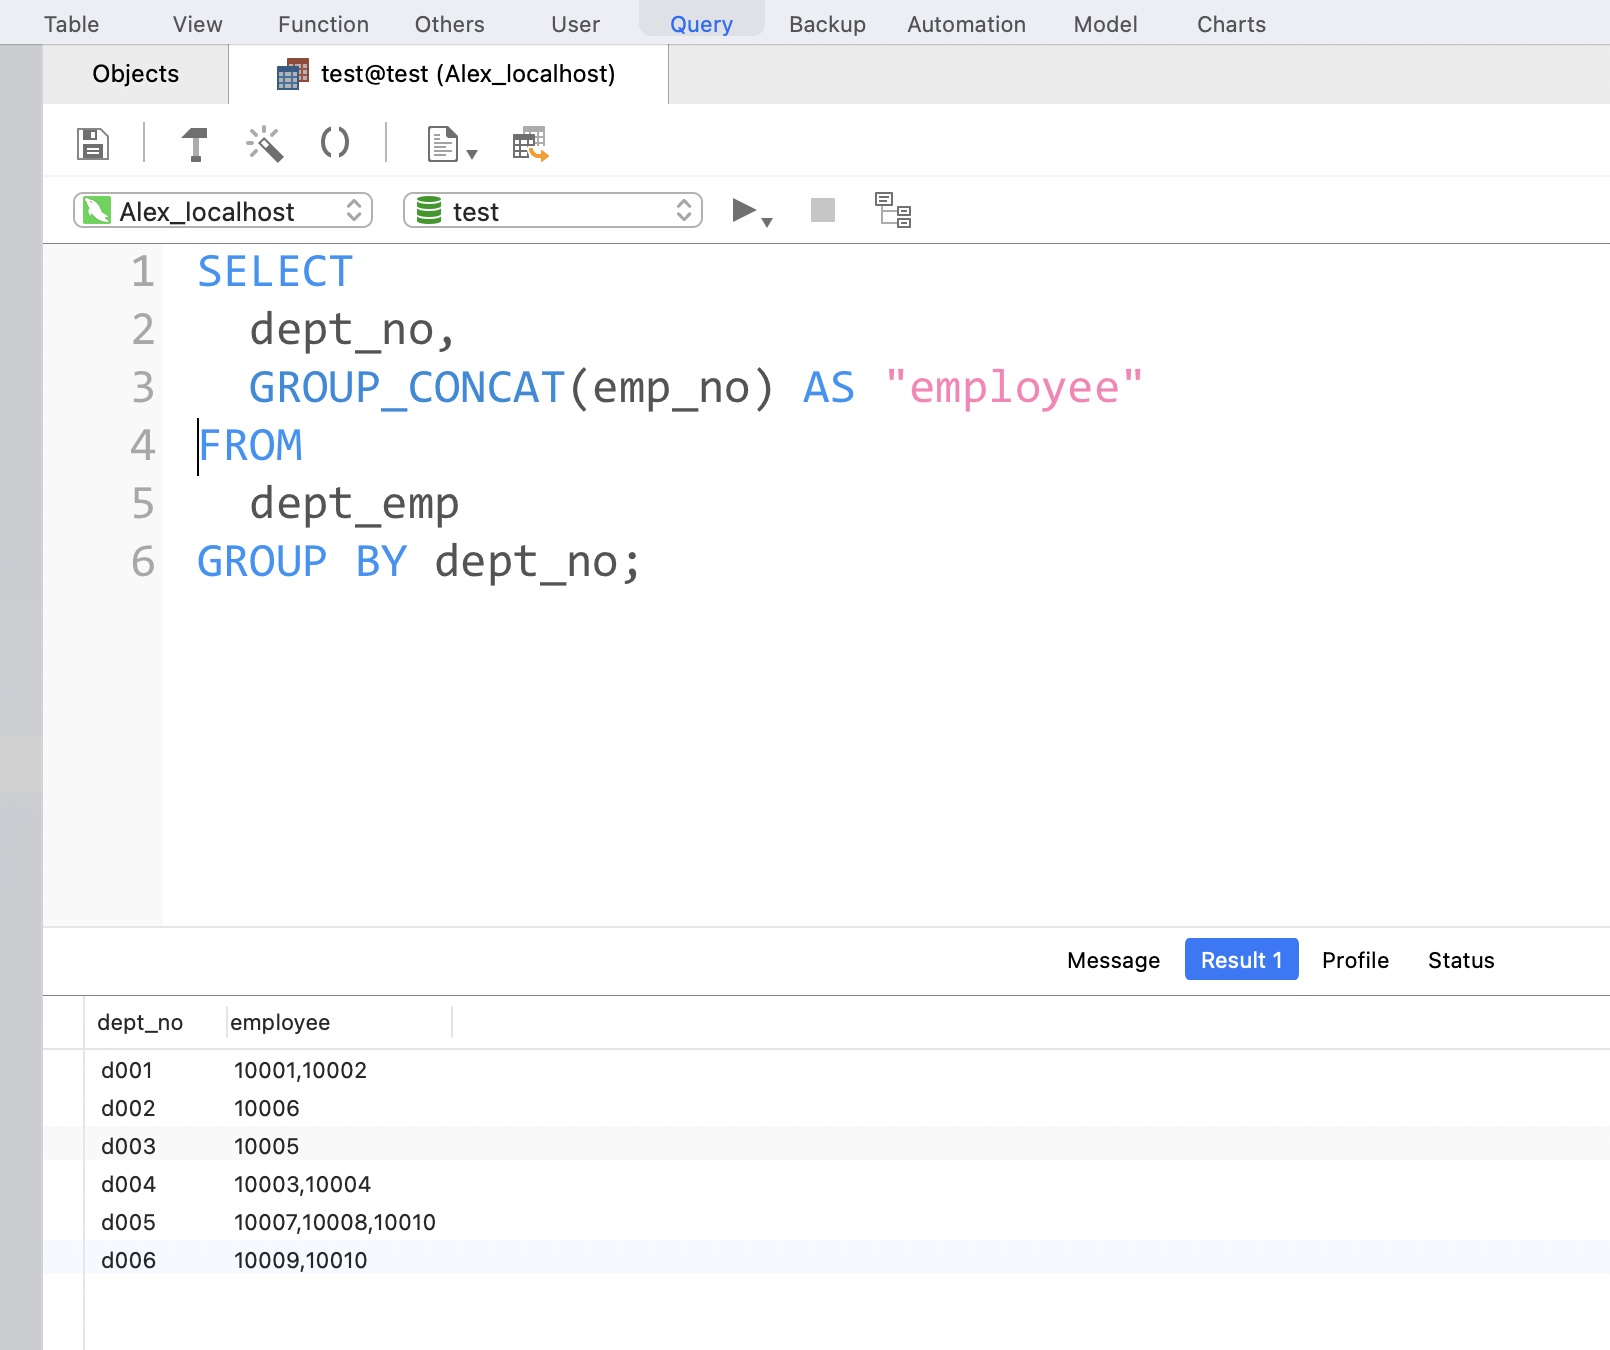 Table View Function Others User Query Backup Automation Model Charts
Objects test@test (Alex_localhost)
Alex_localhost test
1 SELECT
2 dept_no,
3 GROUP_CONCAT(emp_no) AS "employee"
4 FROM
5 dept_emp
6 GROUP BY dept_no;
Message Result 1 Profile Status
dept_no employee
d001 10001,10002
d002 10006
d003 10005
d004 10003,10004
d005 10007,10008,10010
d006 10009,10010